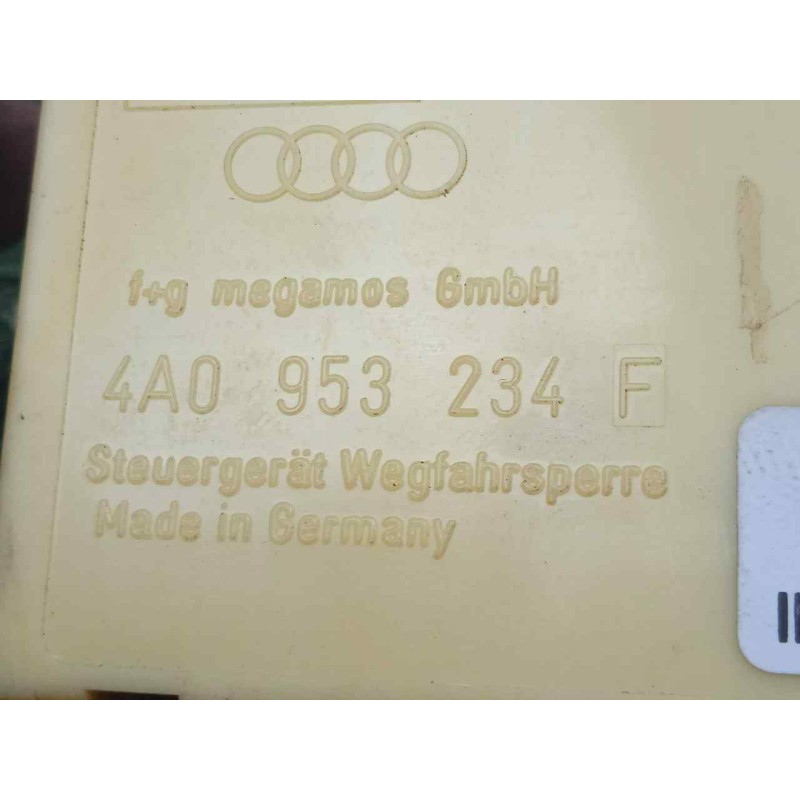 f+g megamos GmbH
4A0 953 234 F
Steuergerät Wegfahrsperre
Made in Germany